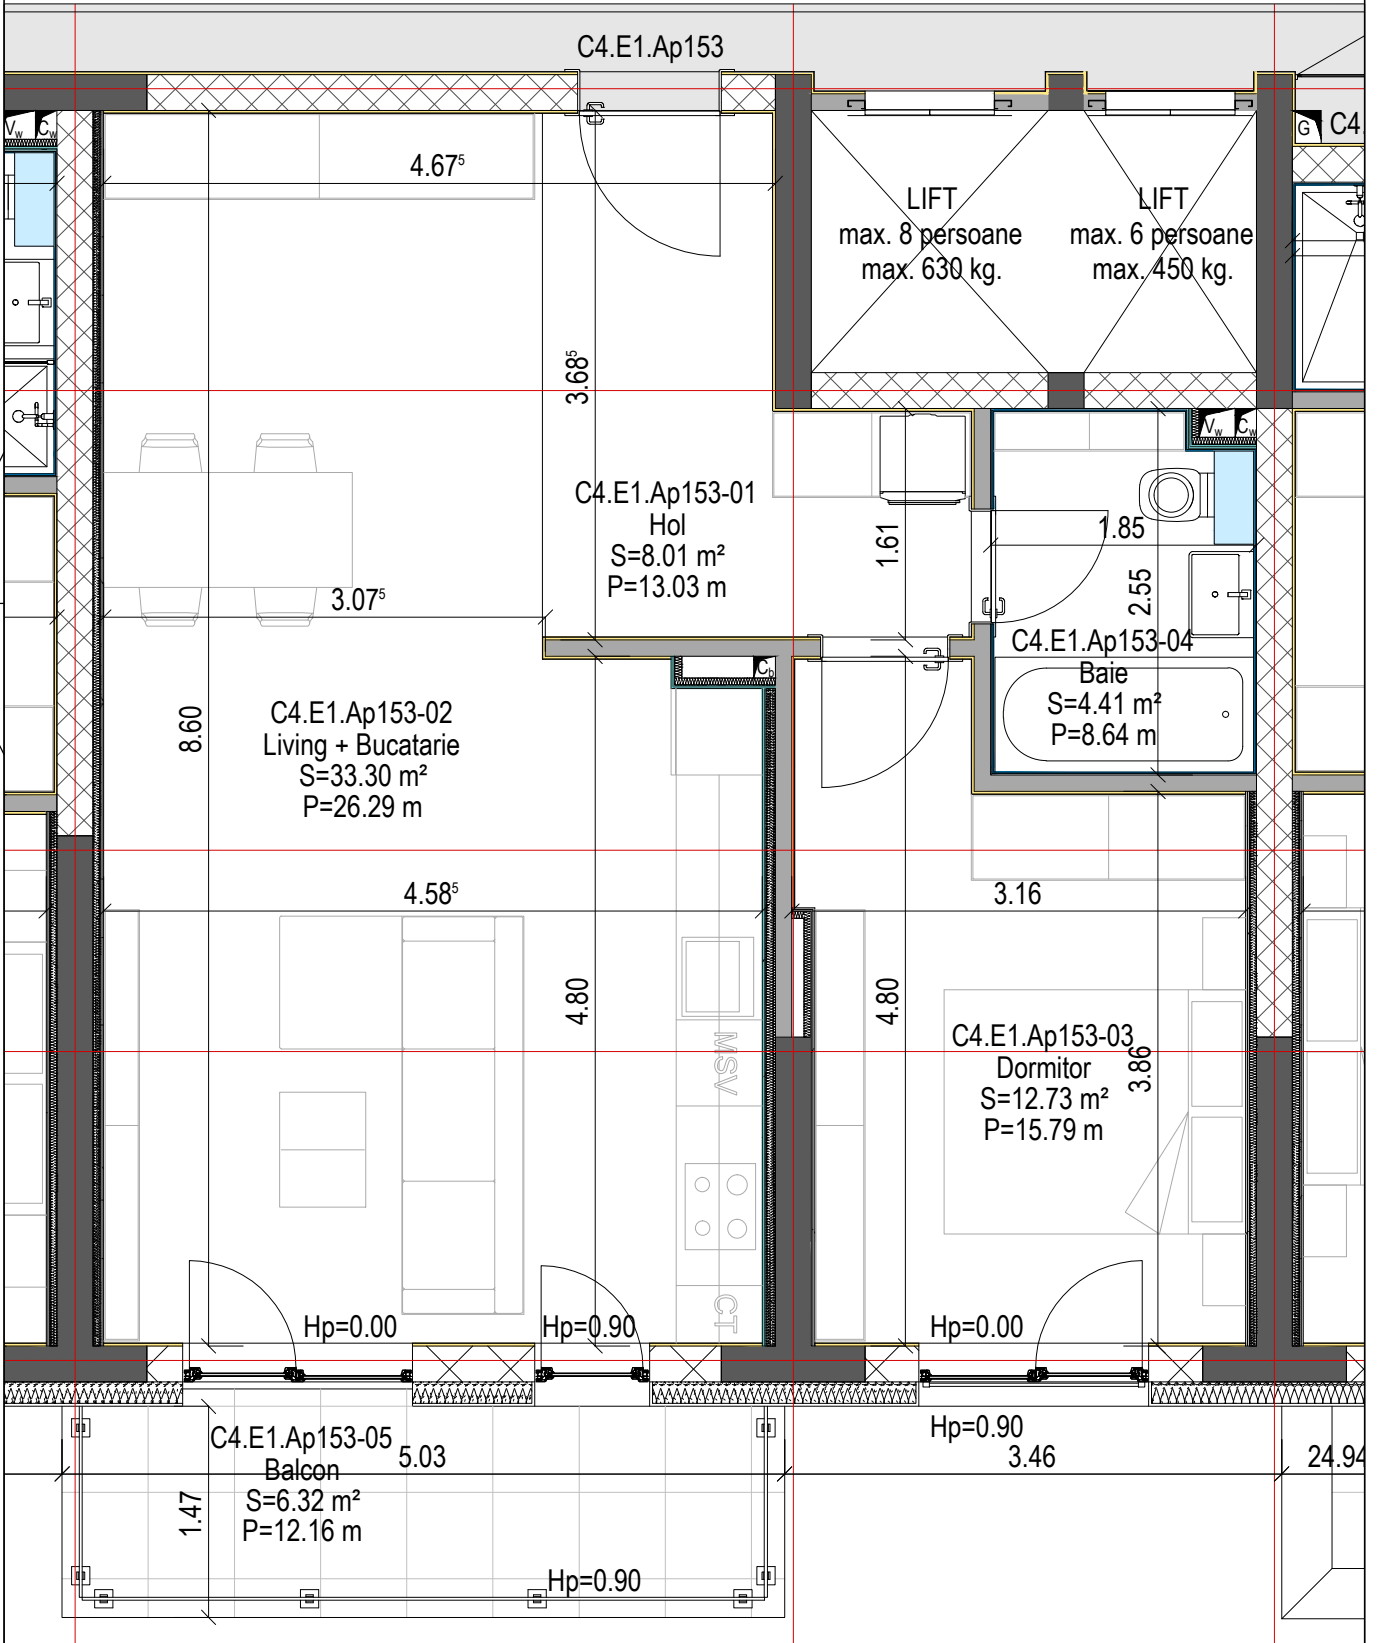 C4.E1.Ap153
V_w
C_w
G
C4.
4.67⁵
LIFT
max. 8 persoane
max. 630 kg.
LIFT
max. 6 persoane
max. 450 kg.
3.68⁵
V_w
C_w
C4.E1.Ap153-01
Hol
S=8.01 m²
P=13.03 m
1.61
1.85
2.55
3.07⁵
C4.E1.Ap153-04
Baie
S=4.41 m²
P=8.64 m
C_b
8.60
C4.E1.Ap153-02
Living + Bucatarie
S=33.30 m²
P=26.29 m
4.58⁵
3.16
4.80
4.80
MSV
C4.E1.Ap153-03
Dormitor
S=12.73 m²
P=15.79 m
3.86
CT
Hp=0.00
Hp=0.90
Hp=0.00
Hp=0.90
C4.E1.Ap153-05
Balcon
S=6.32 m²
P=12.16 m
5.03
3.46
24.94
1.47
Hp=0.90